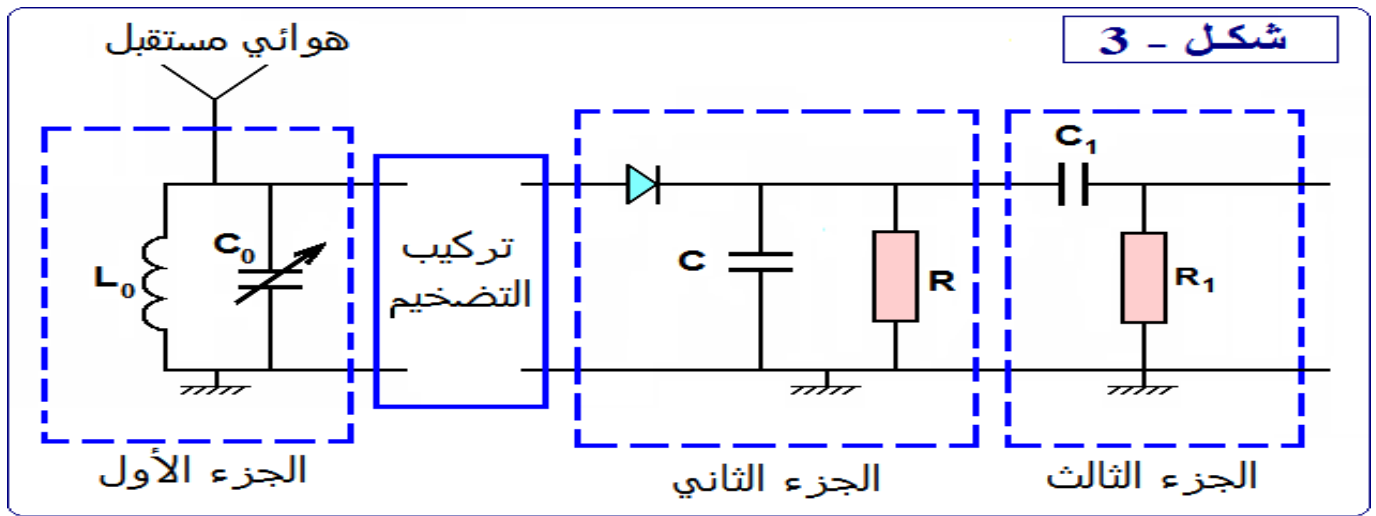 شكل - 3
هوائي مستقبل
L₀
C₀
تركيب
التضخيم
C
R
C₁
R₁
الجزء الأول
الجزء الثاني
الجزء الثالث